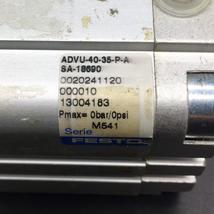 ADVU-40-35-P-A
SA-18690
0020241120
000010
13004183
Pmax= 0bar/0psi
Serie M541
FESTO